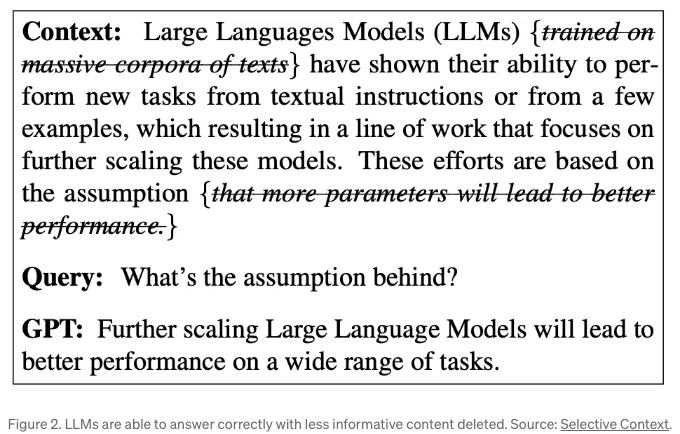 Context: Large Languages Models (LLMs) {trained on
massive corpora of texts} have shown their ability to per-
form new tasks from textual instructions or from a few
examples, which resulting in a line of work that focuses on
further scaling these models. These efforts are based on
the assumption {that more parameters will lead to better
performance.}
Query: What's the assumption behind?
GPT: Further scaling Large Language Models will lead to
better performance on a wide range of tasks.
Figure 2. LLMs are able to answer correctly with less informative content deleted. Source: Selective Context.